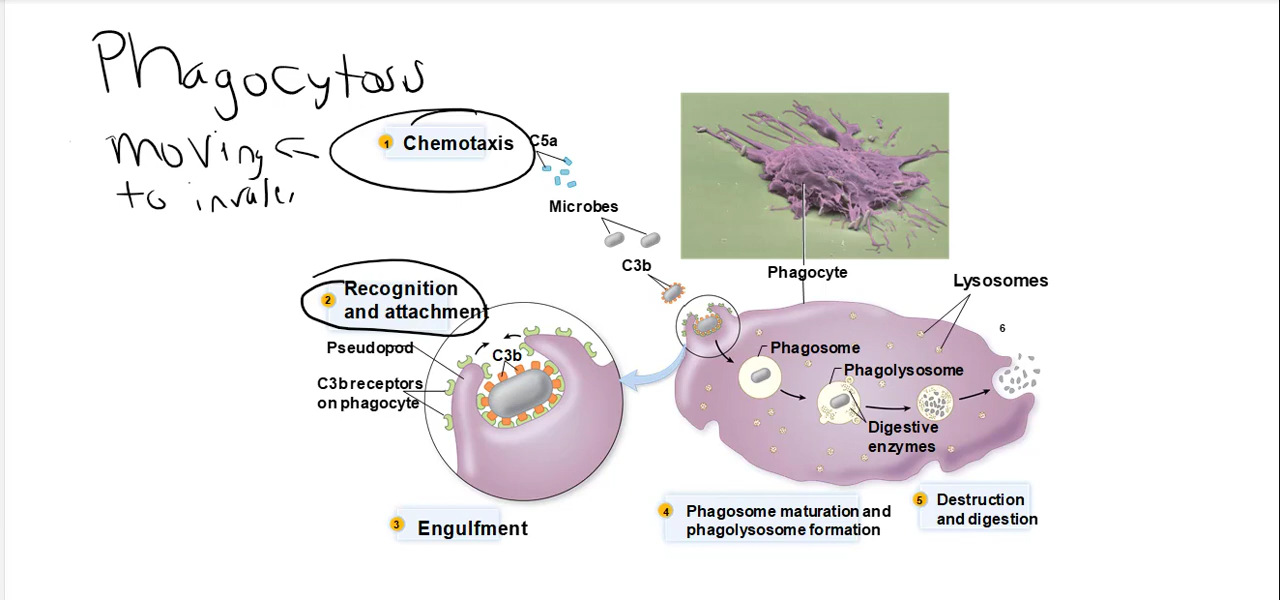 Phagocytosis
moving ←
to invader
1 Chemotaxis
C5a
Microbes
C3b
Phagocyte
Lysosomes
2 Recognition
and attachment
Pseudopod
C3b
C3b receptors
on phagocyte
Phagosome
Phagolysosome
Digestive
enzymes
6
3 Engulfment
4 Phagosome maturation and
phagolysosome formation
5 Destruction
and digestion